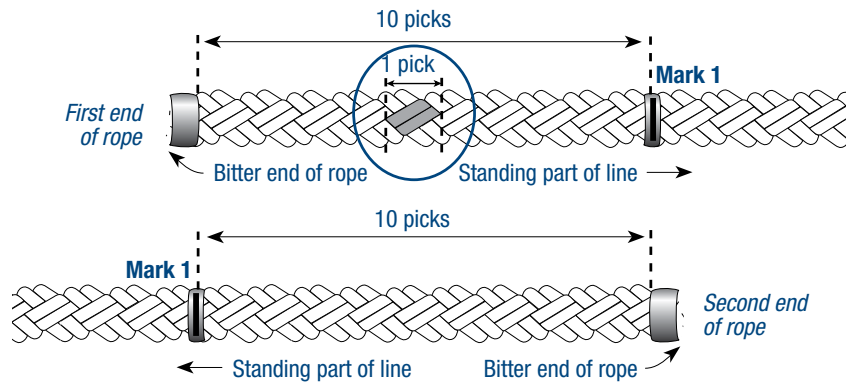 10 picks
1 pick
Mark 1
First end
of rope
Bitter end of rope
Standing part of line
10 picks
Mark 1
Second end
of rope
Standing part of line
Bitter end of rope